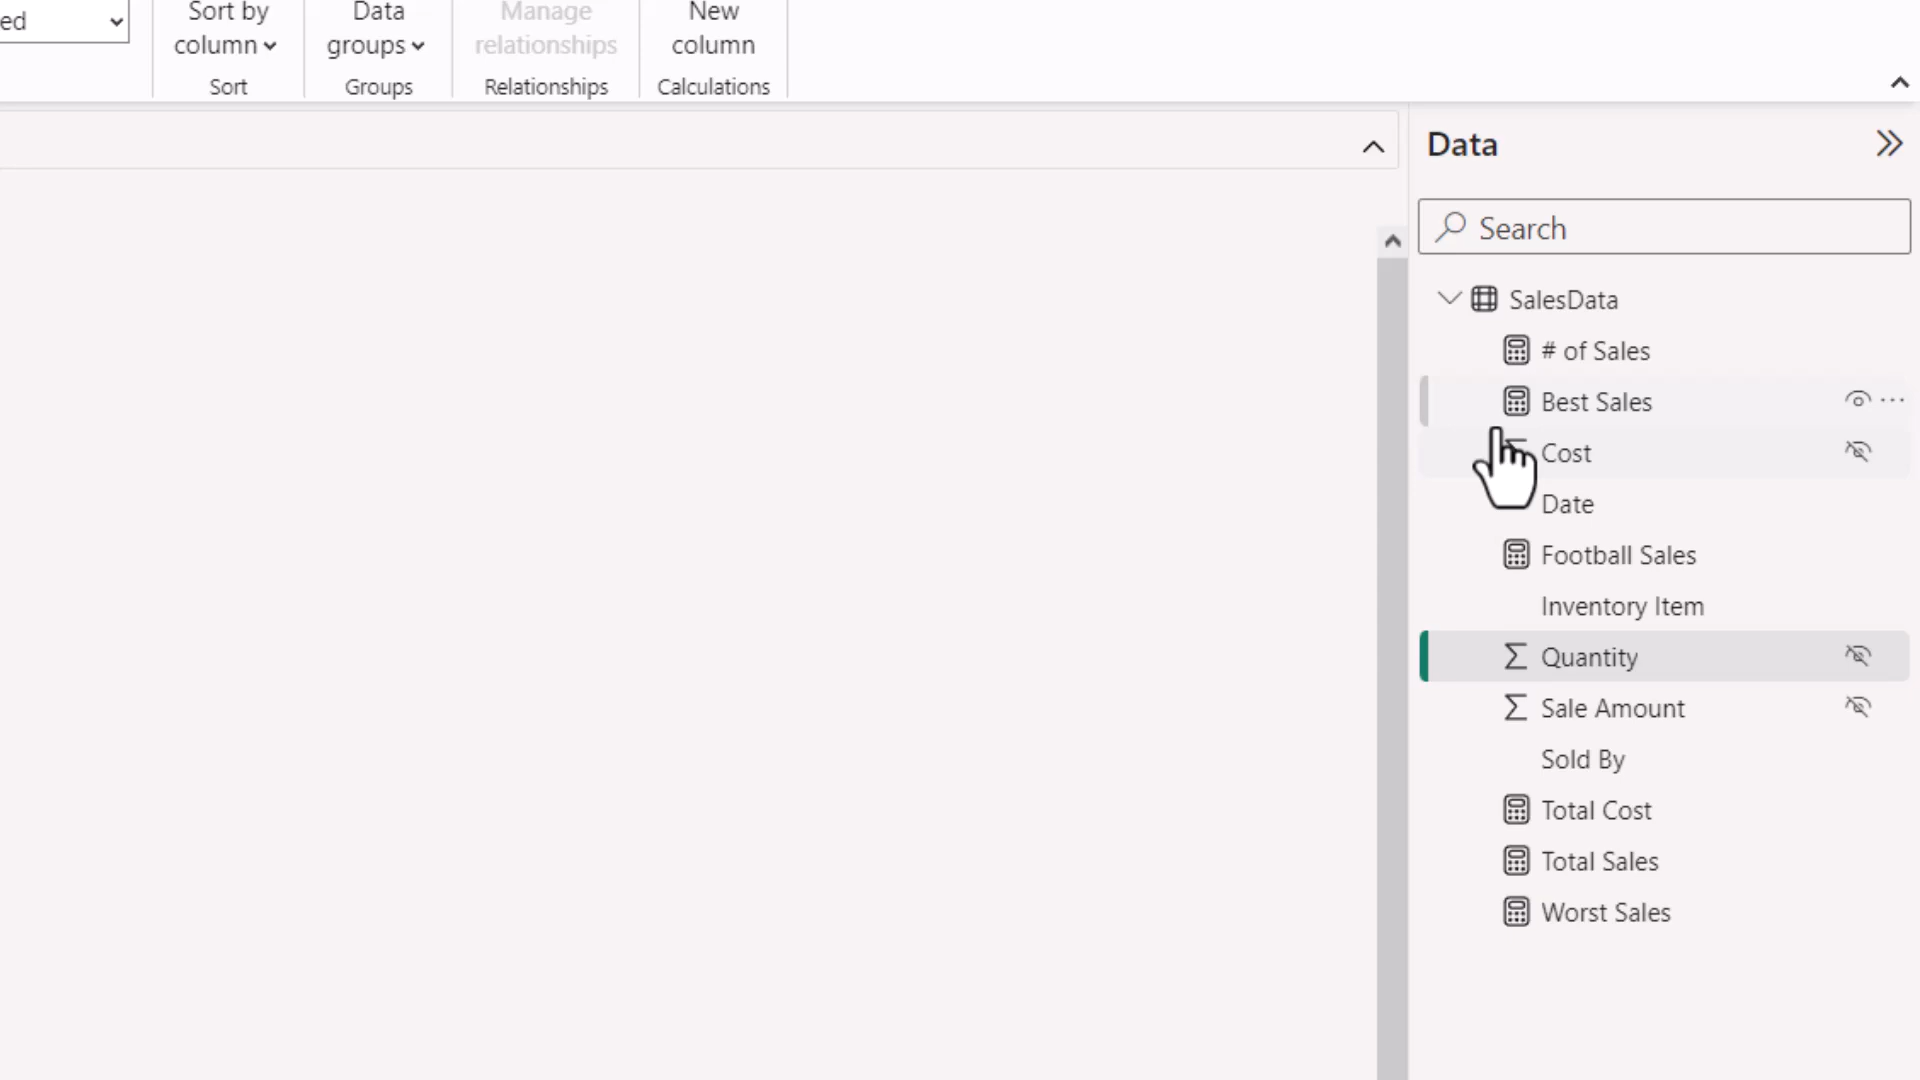 ed
Sort by
column
Sort
Data
groups
Groups
Manage
relationships
Relationships
New
column
Calculations
Data
Search
SalesData
# of Sales
Best Sales
Cost
Date
Football Sales
Inventory Item
Quantity
Sale Amount
Sold By
Total Cost
Total Sales
Worst Sales